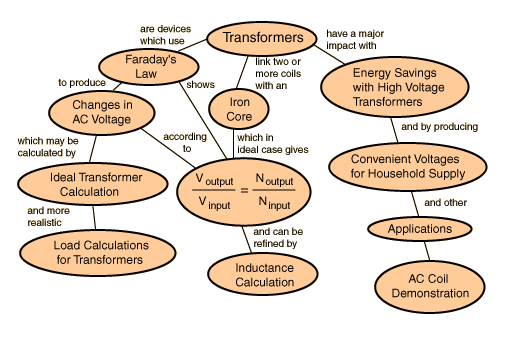 are devices
which use
Transformers
have a major
impact with
Faraday's
Law
link two or
more coils
with an
Energy Savings
with High Voltage
Transformers
to produce
shows
Changes in
AC Voltage
Iron
Core
according
to
which in
ideal case gives
and by producing
which may be
calculated by
Ideal Transformer
Calculation
V output / V input = N output / N input
Convenient Voltages
for Household Supply
and more
realistic
and other
Load Calculations
for Transformers
and can be
refined by
Applications
Inductance
Calculation
AC Coil
Demonstration